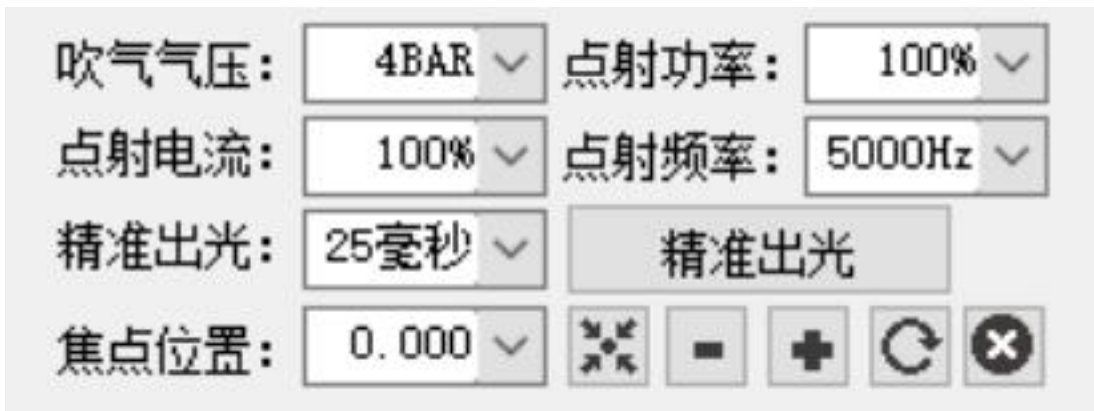 吹气气压: 4BAR 点射功率: 100%
点射电流: 100% 点射频率: 5000Hz
精准出光: 25毫秒 精准出光
焦点位置: 0.000